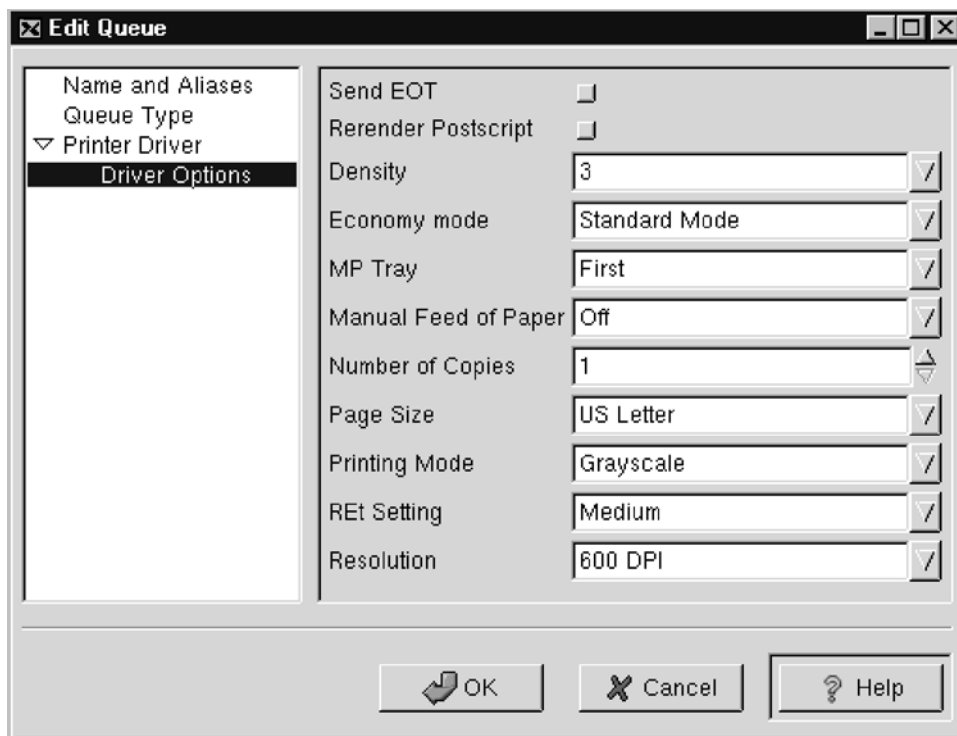 Edit Queue
Name and Aliases
Queue Type
Printer Driver
Driver Options
Send EOT
Rerender Postscript
Density 3
Economy mode Standard Mode
MP Tray First
Manual Feed of Paper Off
Number of Copies 1
Page Size US Letter
Printing Mode Grayscale
REt Setting Medium
Resolution 600 DPI
OK Cancel ? Help